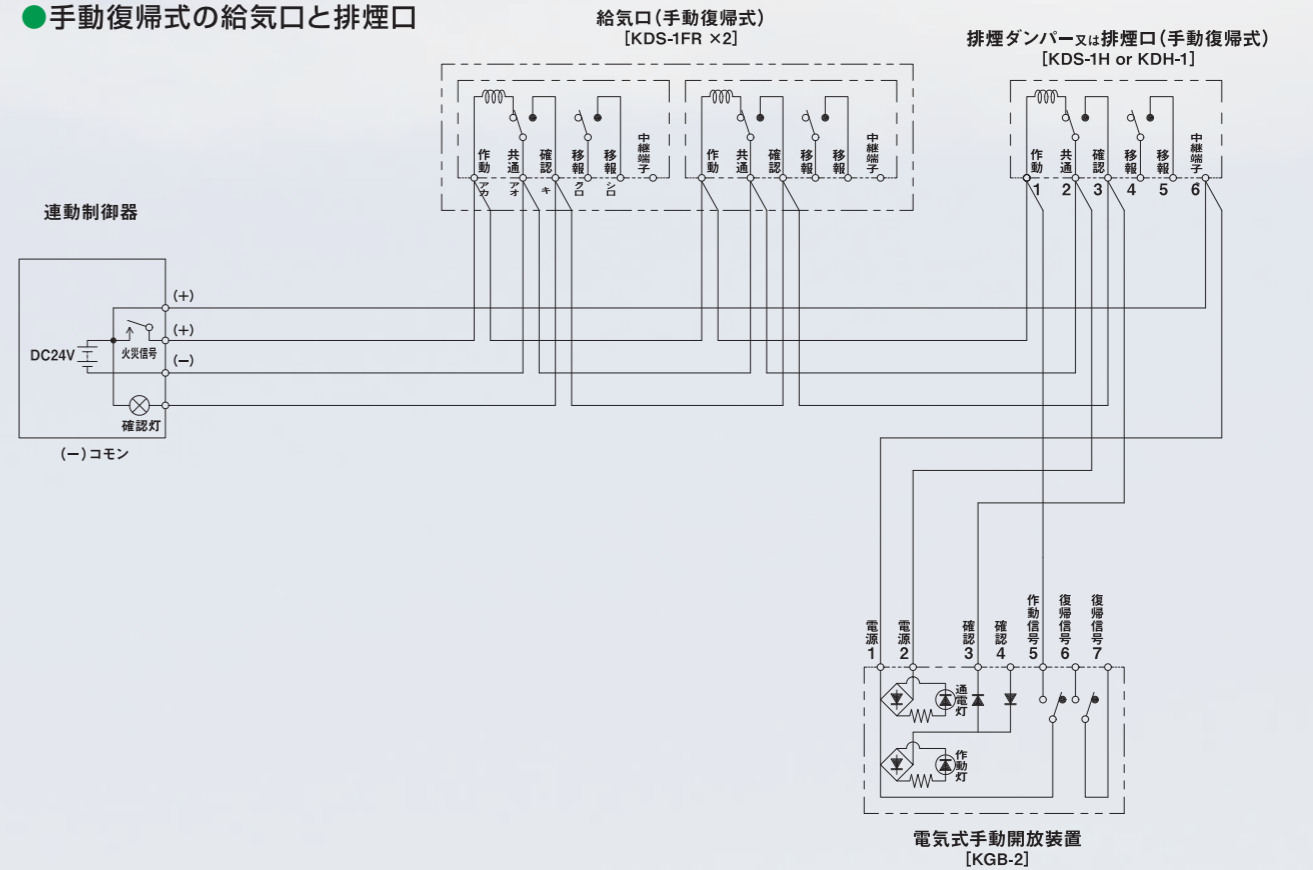 ●手動復帰式の給気口と排煙口
給気口(手動復帰式)
[KDS-1FR ×2]
排煙ダンパー又は排煙口(手動復帰式)
[KDS-1H or KDH-1]
作動
共通
確認
移報
移報
中継端子
アカ
アオ
キ
クロ
シロ
作動
共通
確認
移報
移報
中継端子
作動
共通
確認
移報
移報
中継端子
1 2 3 4 5 6
連動制御器
(+)
(+)
(−)
DC24V
火災信号
確認灯
(−)コモン
電源1
電源2
確認3
確認4
作動信号5
復帰信号6
復帰信号7
通電灯
作動灯
電気式手動開放装置
[KGB-2]